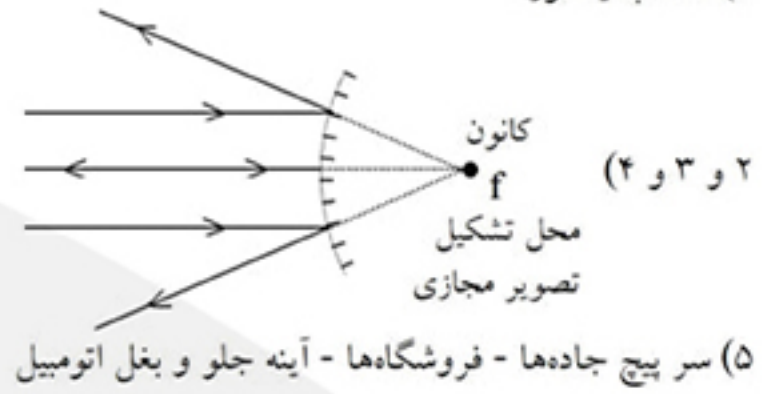 کانون
f
۲ و ۳ و ۴)
محل تشکیل
تصویر مجازی
۵) سر پیچ جاده‌ها - فروشگاه‌ها - آینه جلو و بغل اتومبیل